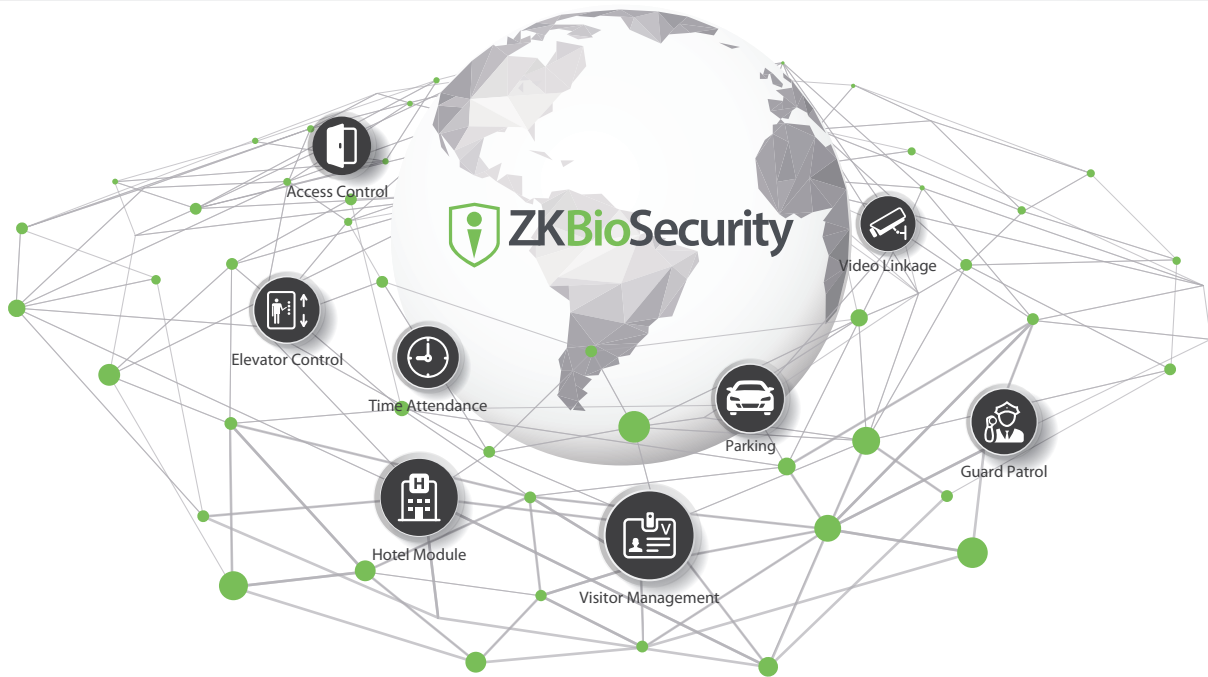 Access Control
ZKBioSecurity
Video Linkage
Elevator Control
Time Attendance
Parking
Guard Patrol
H
Hotel Module
V
Visitor Management